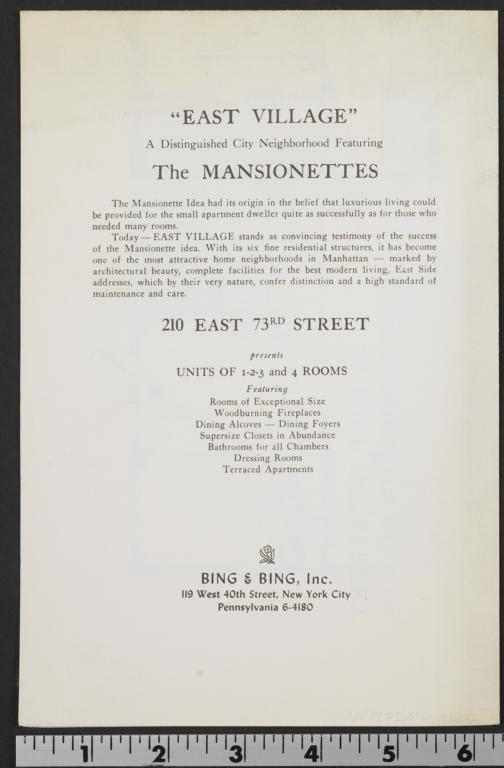 “EAST VILLAGE”
A Distinguished City Neighborhood Featuring
The MANSIONETTES
The Mansionette Idea had its origin in the belief that luxurious living could
be provided for the small apartment dweller quite as successfully as for those who
needed many rooms.
Today — EAST VILLAGE stands as convincing testimony of the success
of the Mansionette idea. With its six fine residential structures, it has become
one of the most attractive home neighborhoods in Manhattan — marked by
architectural beauty, complete facilities for the best modern living, East Side
addresses, which by their very nature, confer distinction and a high standard of
maintenance and care.
210 EAST 73RD STREET
presents
UNITS OF 1-2-3 and 4 ROOMS
Featuring
Rooms of Exceptional Size
Woodburning Fireplaces
Dining Alcoves — Dining Foyers
Supersize Closets in Abundance
Bathrooms for all Chambers
Dressing Rooms
Terraced Apartments
BING & BING, Inc.
119 West 40th Street, New York City
Pennsylvania 6-4180
1 2 3 4 5 6